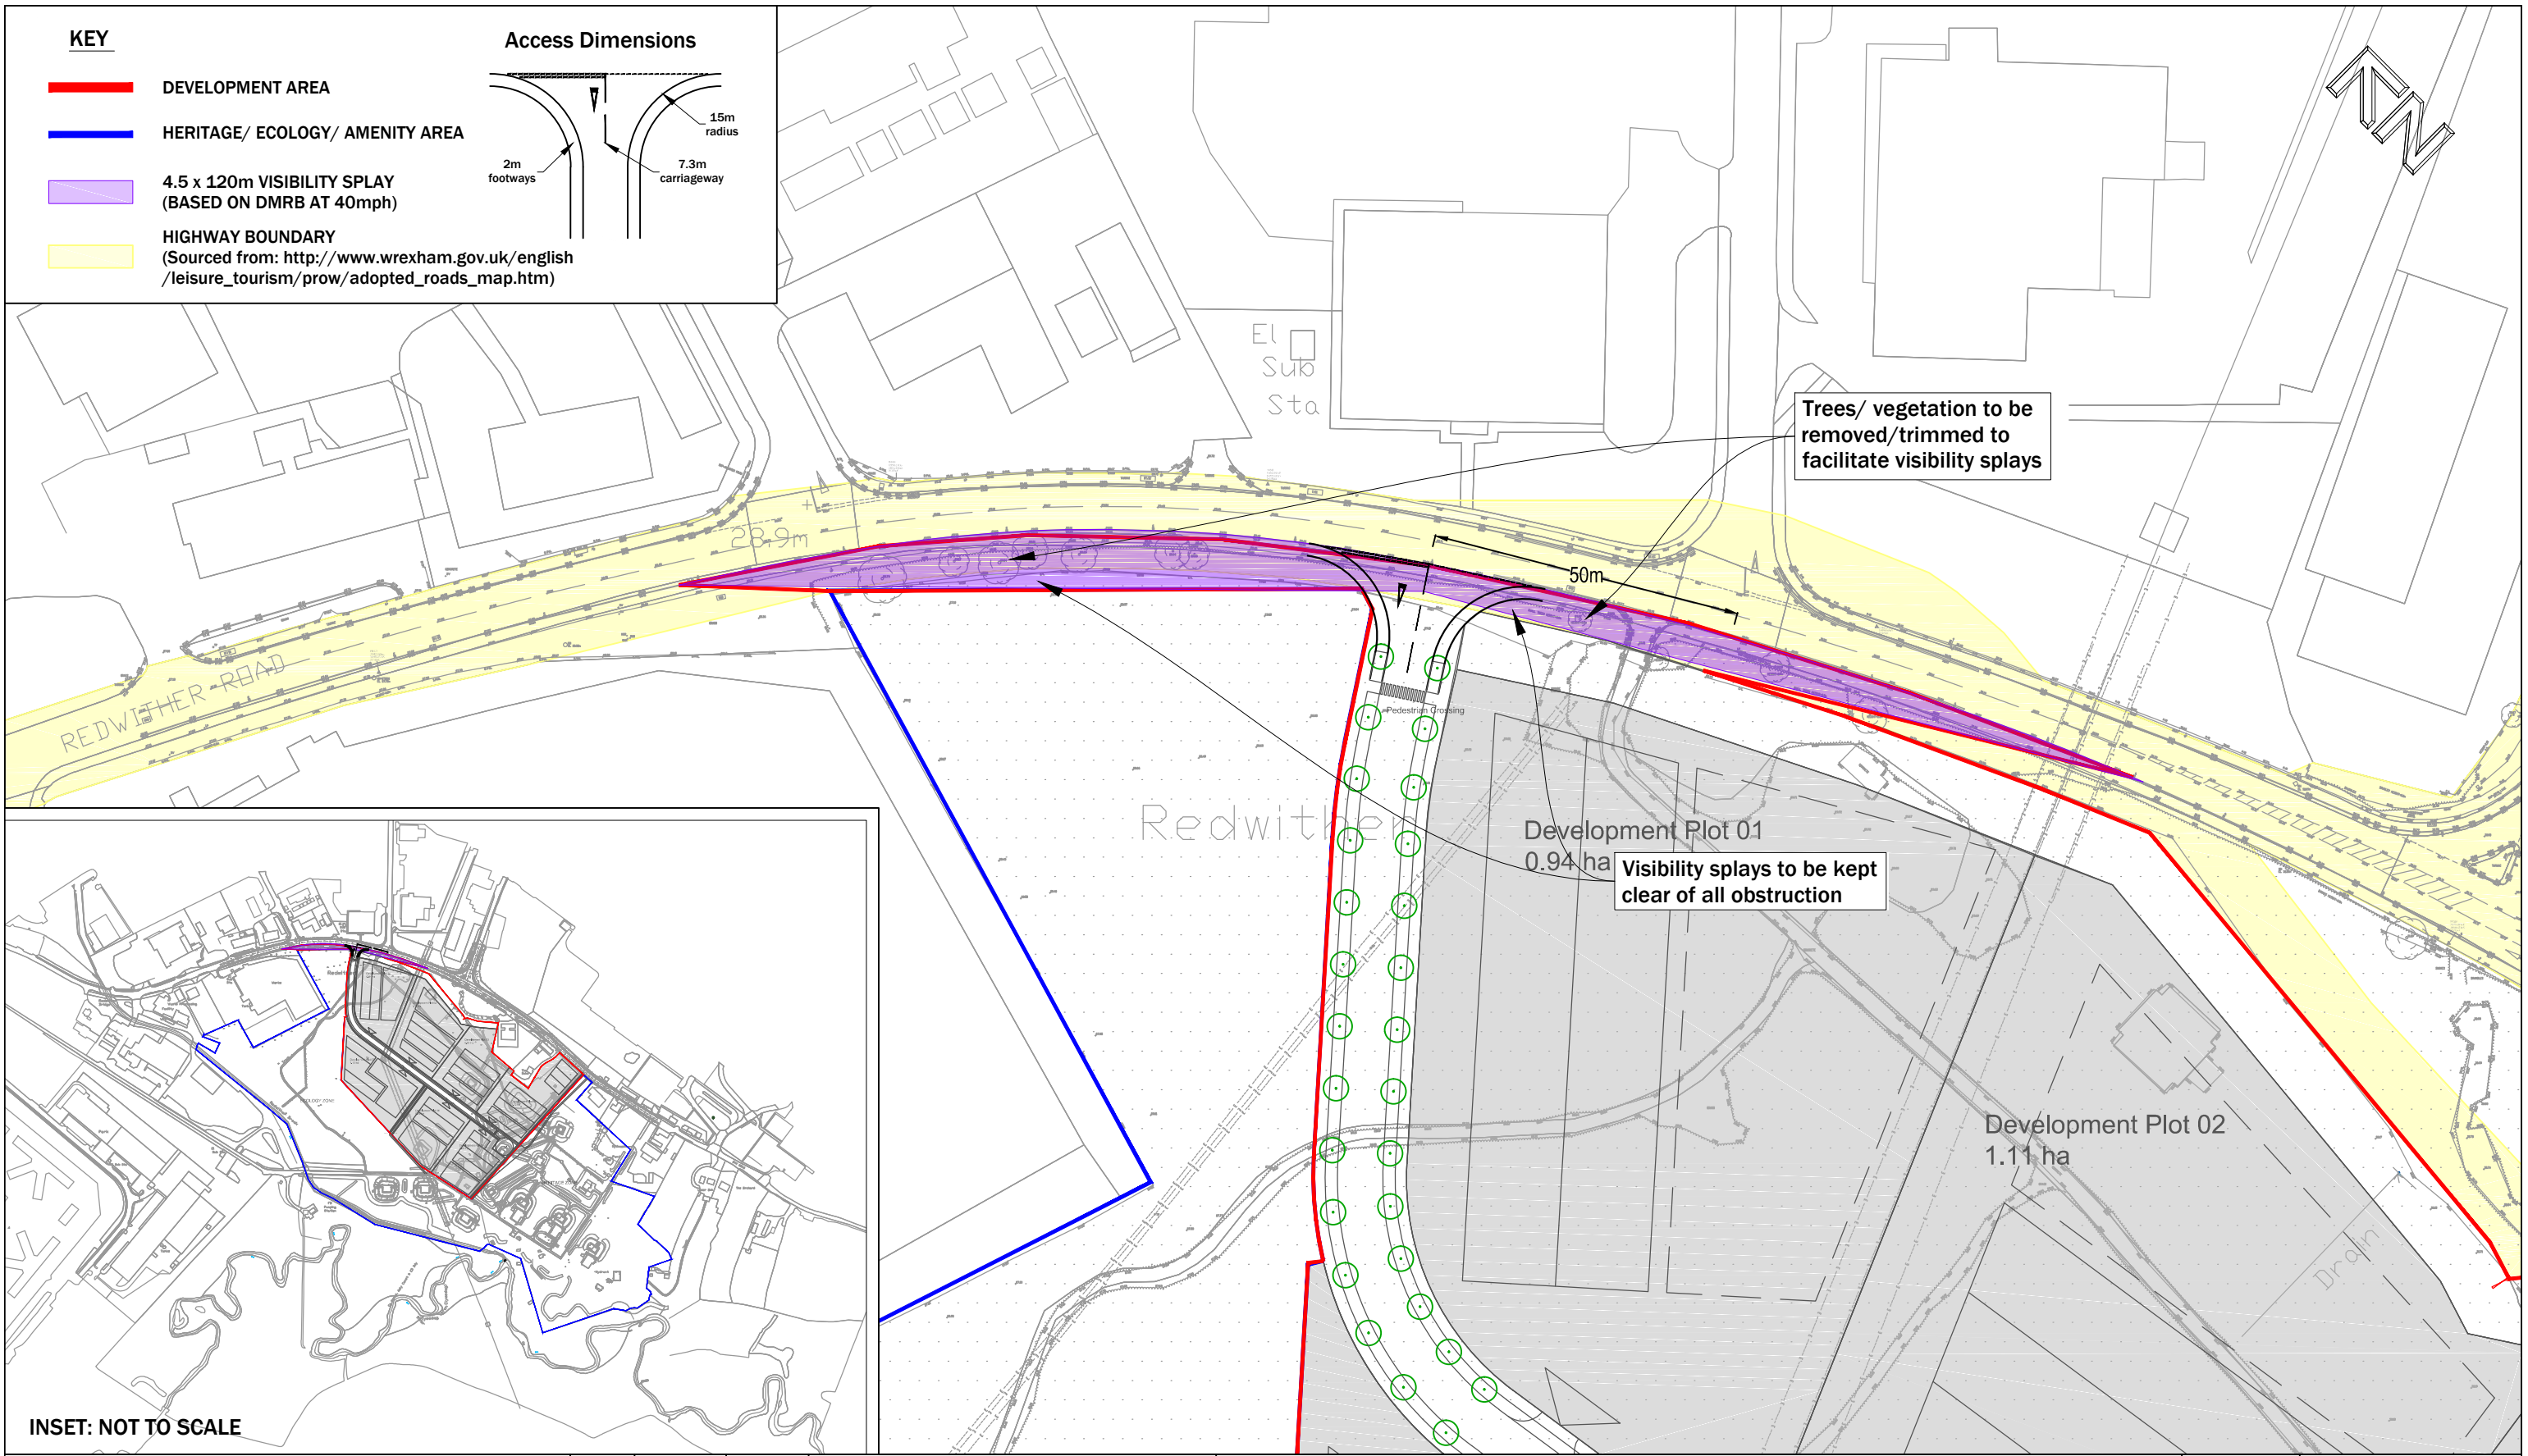 KEY
DEVELOPMENT AREA
HERITAGE/ ECOLOGY/ AMENITY AREA
4.5 x 120m VISIBILITY SPLAY
(BASED ON DMRB AT 40mph)
HIGHWAY BOUNDARY
(Sourced from: http://www.wrexham.gov.uk/english
/leisure_tourism/prow/adopted_roads_map.htm)
Access Dimensions
15m
radius
2m
footways
7.3m
carriageway
N
El
Sub
Sta
Trees/ vegetation to be
removed/trimmed to
facilitate visibility splays
28.9m
50m
REDWITHER ROAD
Pedestrian Crossing
Redwither
Development Plot 01
0.94 ha
Visibility splays to be kept
clear of all obstruction
Development Plot 02
1.11 ha
Drain
INSET: NOT TO SCALE